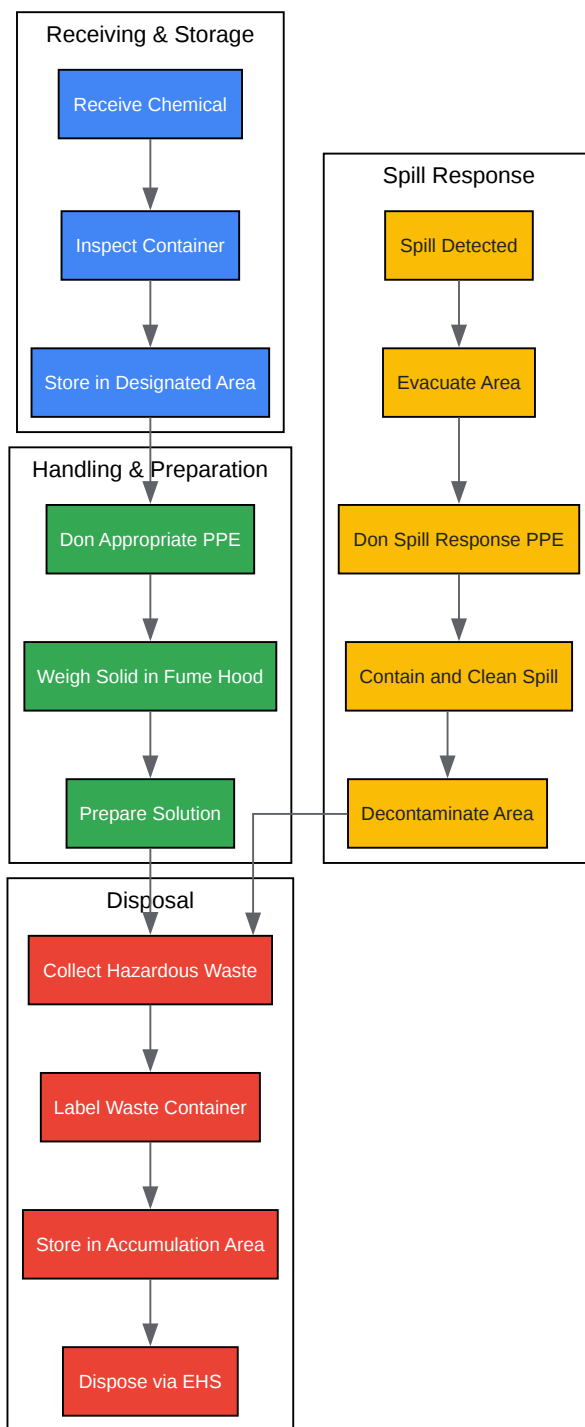 Receiving & Storage
Receive Chemical
Inspect Container
Store in Designated Area
Handling & Preparation
Don Appropriate PPE
Weigh Solid in Fume Hood
Prepare Solution
Spill Response
Spill Detected
Evacuate Area
Don Spill Response PPE
Contain and Clean Spill
Decontaminate Area
Disposal
Collect Hazardous Waste
Label Waste Container
Store in Accumulation Area
Dispose via EHS